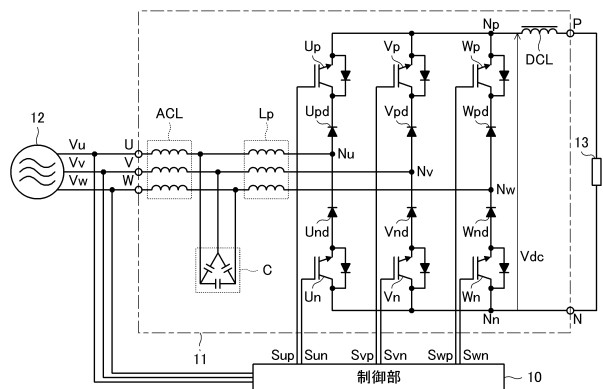 Np
P
Up
Vp
Wp
DCL
12
ACL
Lp
Upd
Vpd
Wpd
13
Vu
U
Vv
V
Vw
W
Nu
Nv
Nw
Und
Vnd
Wnd
C
Vdc
Un
Vn
Wn
Nn
N
11
Sup Sun
Svp Svn
Swp Swn
制御部
10